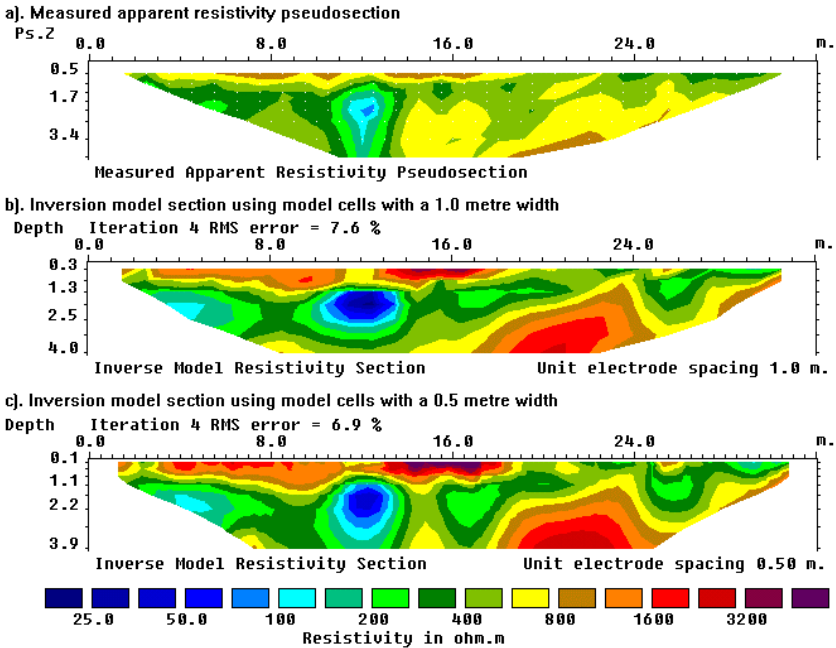 a). Measured apparent resistivity pseudosection
Ps.Z 0.0 8.0 16.0 24.0 m.
0.5
1.7
3.4
Measured Apparent Resistivity Pseudosection
b). Inversion model section using model cells with a 1.0 metre width
Depth Iteration 4 RMS error = 7.6 %
0.0 8.0 16.0 24.0 m.
0.3
1.3
2.5
4.0
Inverse Model Resistivity Section Unit electrode spacing 1.0 m.
c). Inversion model section using model cells with a 0.5 metre width
Depth Iteration 4 RMS error = 6.9 %
0.0 8.0 16.0 24.0 m.
0.1
1.1
2.2
3.9
Inverse Model Resistivity Section Unit electrode spacing 0.50 m.
25.0 50.0 100 200 400 800 1600 3200
Resistivity in ohm.m